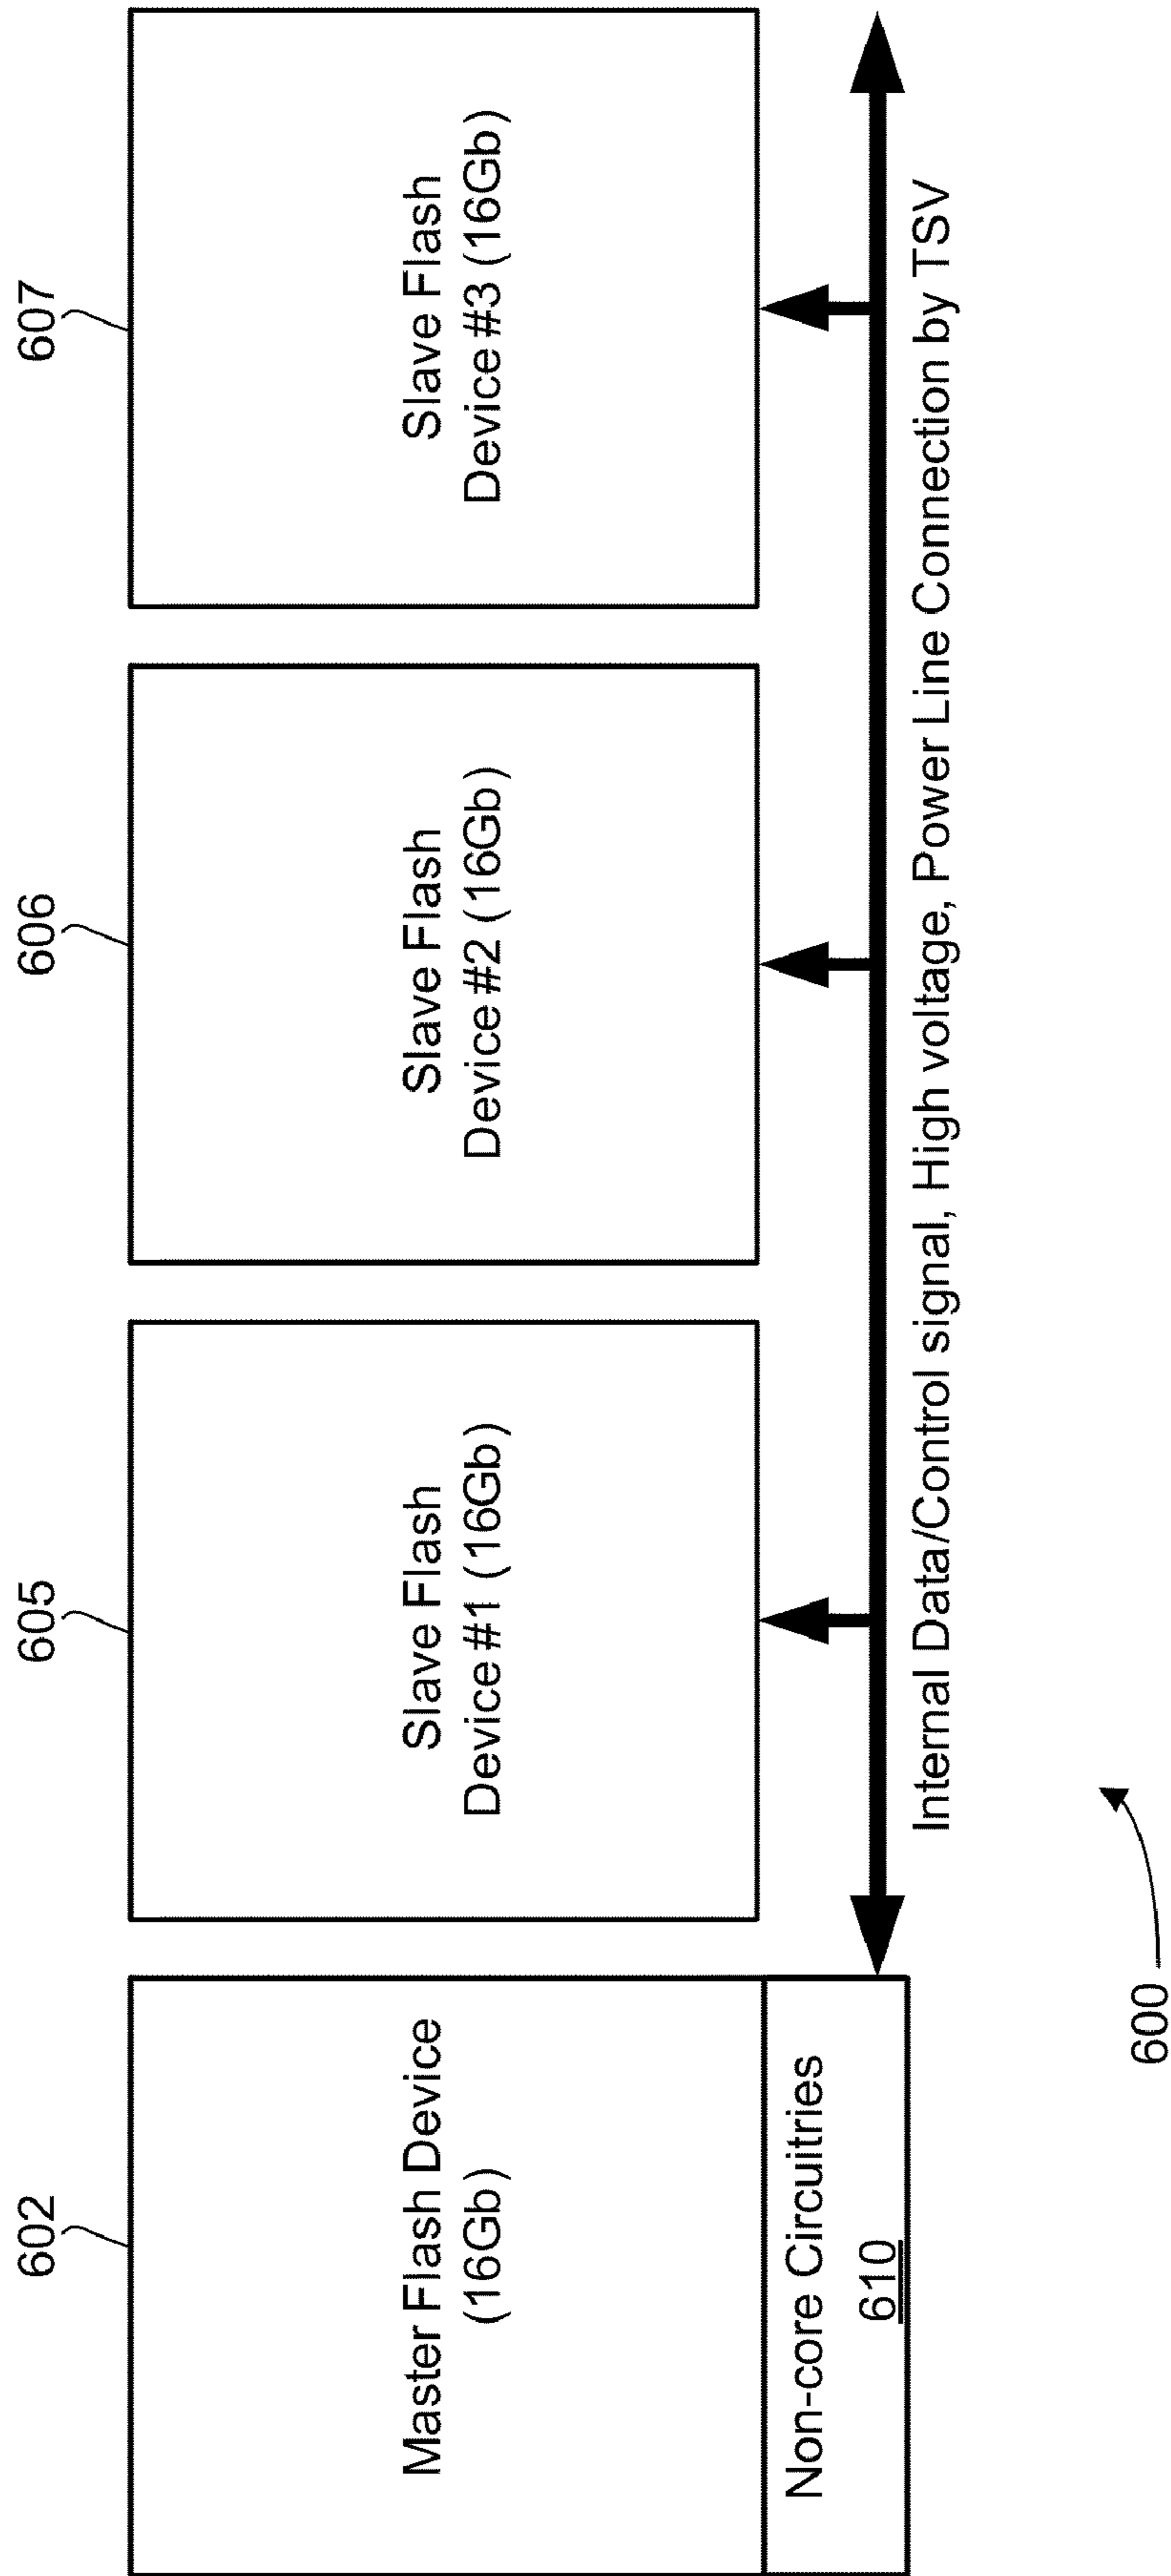 602
605
606
607
Master Flash Device
(16Gb)
Slave Flash
Device #1 (16Gb)
Slave Flash
Device #2 (16Gb)
Slave Flash
Device #3 (16Gb)
Non-core Circuitries
610
Internal Data/Control signal, High voltage, Power Line Connection by TSV
600